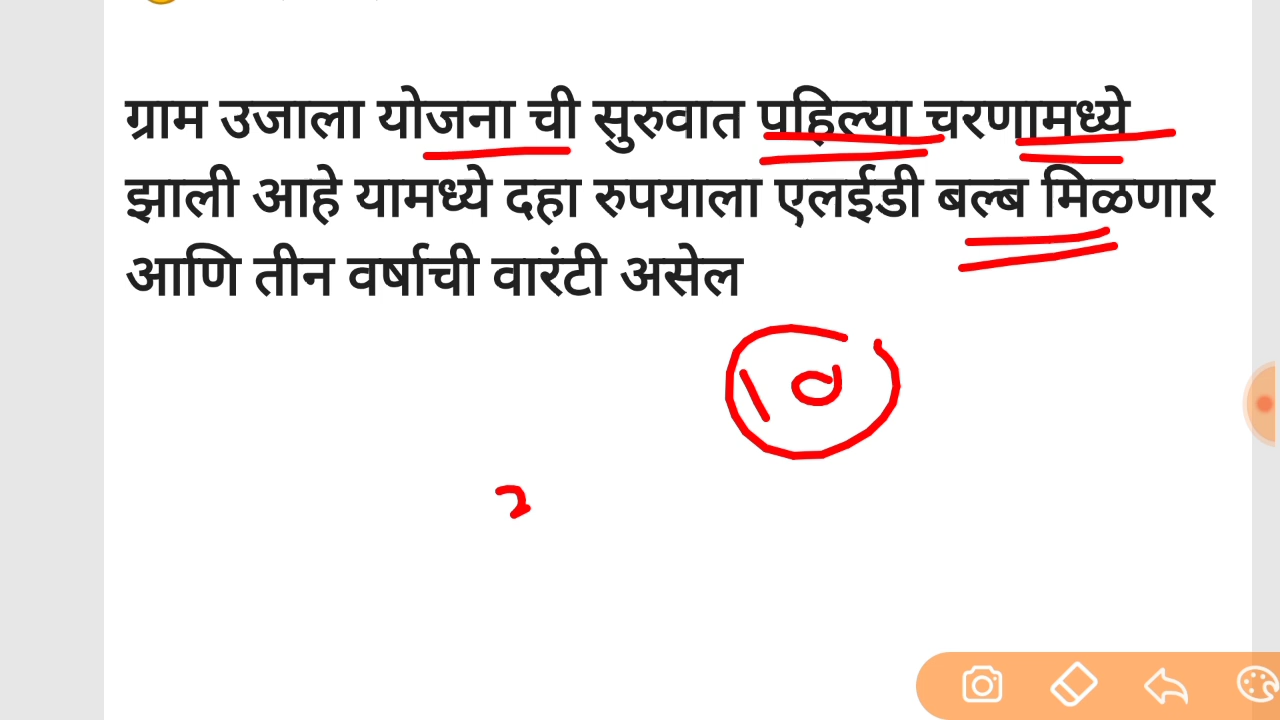 ग्राम उजाला योजना ची सुरुवात पहिल्या चरणामध्ये
झाली आहे यामध्ये दहा रुपयाला एलईडी बल्ब मिळणार
आणि तीन वर्षाची वारंटी असेल
10